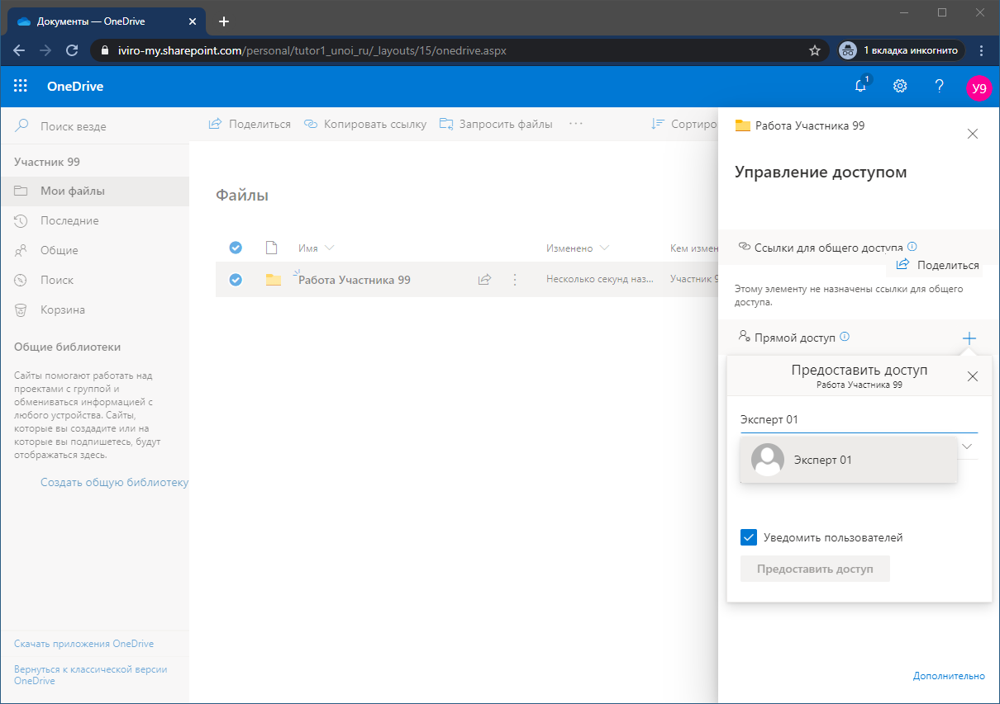 Документы — OneDrive
iviro-my.sharepoint.com/personal/tutor1_unoi_ru/_layouts/15/onedrive.aspx
1 вкладка инкогнито
OneDrive
1
У9
Поиск везде
Поделиться
Копировать ссылку
Запросить файлы
Сортиро
Участник 99
Мои файлы
Последние
Общие
Поиск
Корзина
Общие библиотеки
Сайты помогают работать над
проектами с группой и
обмениваться информацией с
любого устройства. Сайты,
которые вы создадите или на
которые вы подпишетесь, будут
отображаться здесь.
Создать общую библиотеку
Скачать приложения OneDrive
Вернуться к классической версии
OneDrive
Файлы
Имя
Изменено
Кем измен
Работа Участника 99
Несколько секунд наз...
Участник 9
Работа Участника 99
Управление доступом
Ссылки для общего доступа
Поделиться
Этому элементу не назначены ссылки для общего
доступа.
Прямой доступ
Предоставить доступ
Работа Участника 99
Эксперт 01
Эксперт 01
Уведомить пользователей
Предоставить доступ
Дополнительно